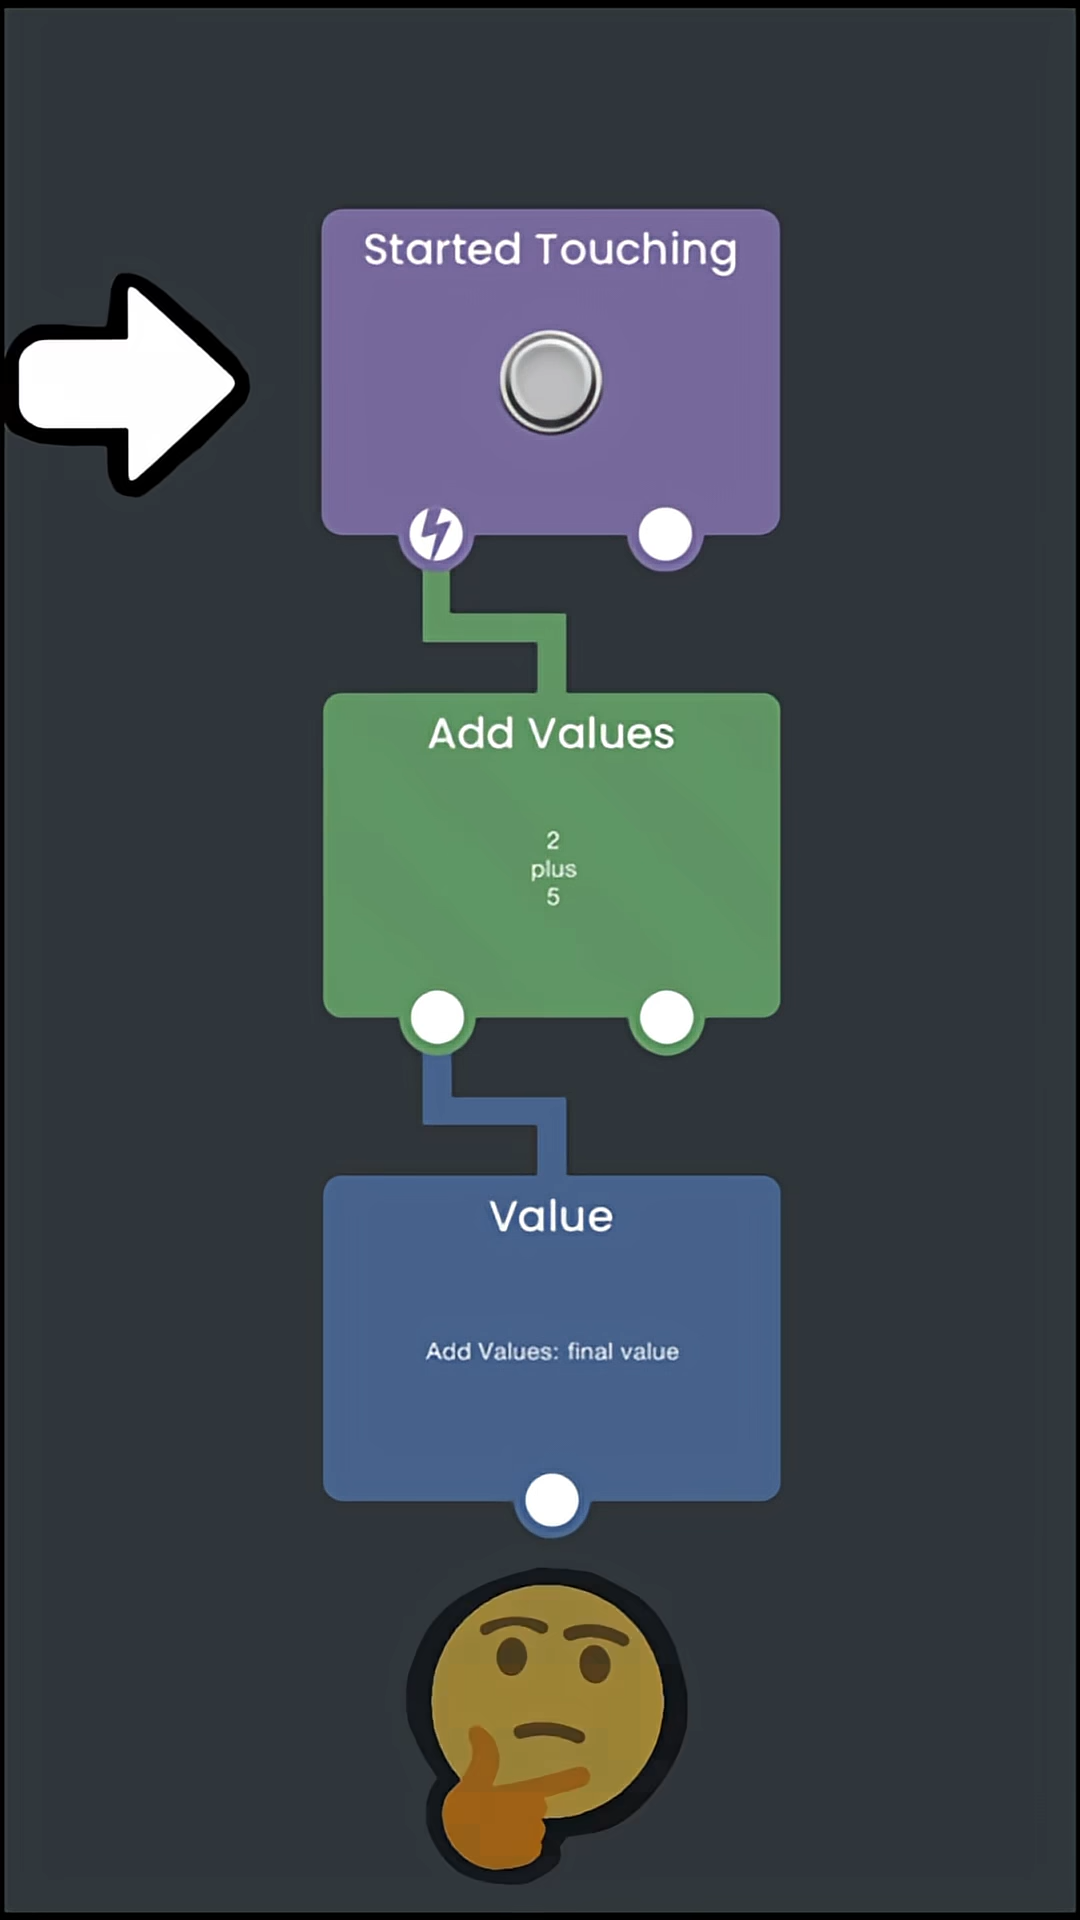 Started Touching
Add Values
2
plus
5
Value
Add Values: final value